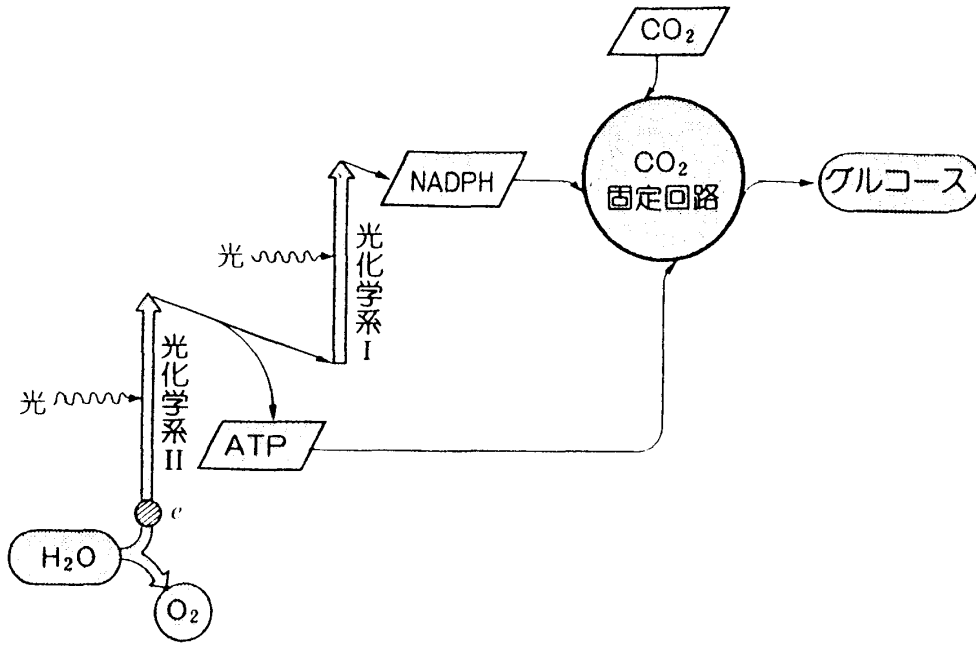 CO₂
CO₂
固定回路
グルコース
NADPH
光
光化学系I
光
光化学系II
ATP
e
H₂O
O₂